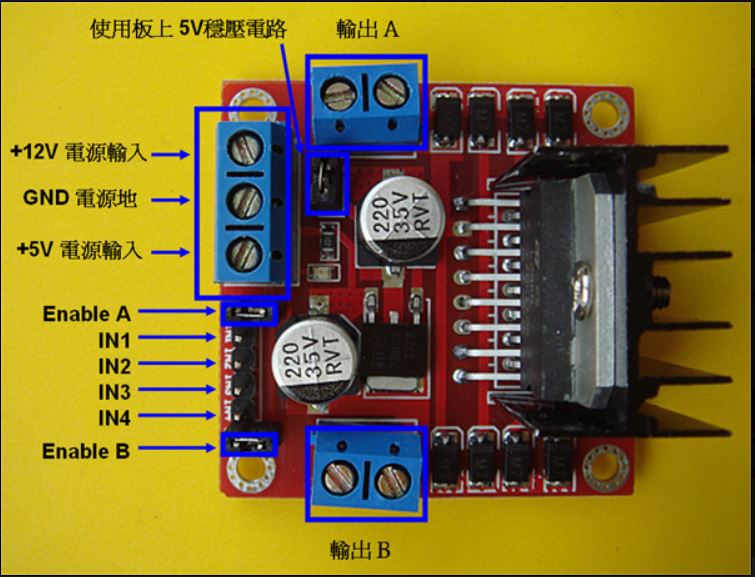 使用板上 5V穩壓電路
輸出 A
+12V 電源輸入
GND 電源地
+5V 電源輸入
Enable A
IN1
IN2
IN3
IN4
Enable B
輸出 B
220
35V
RVT
220
35V
RVT